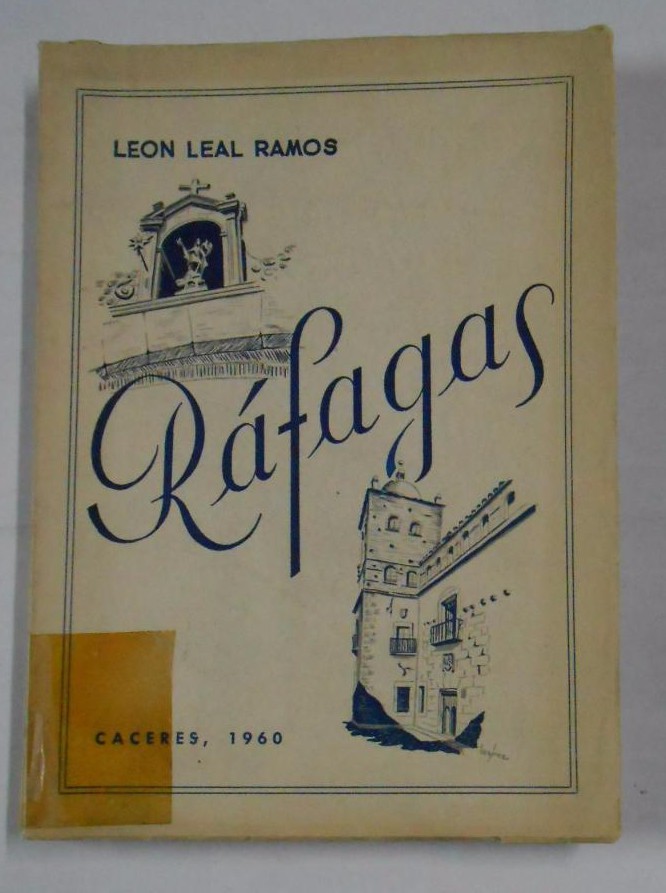 LEON LEAL RAMOS
Ráfagas
CACERES, 1960